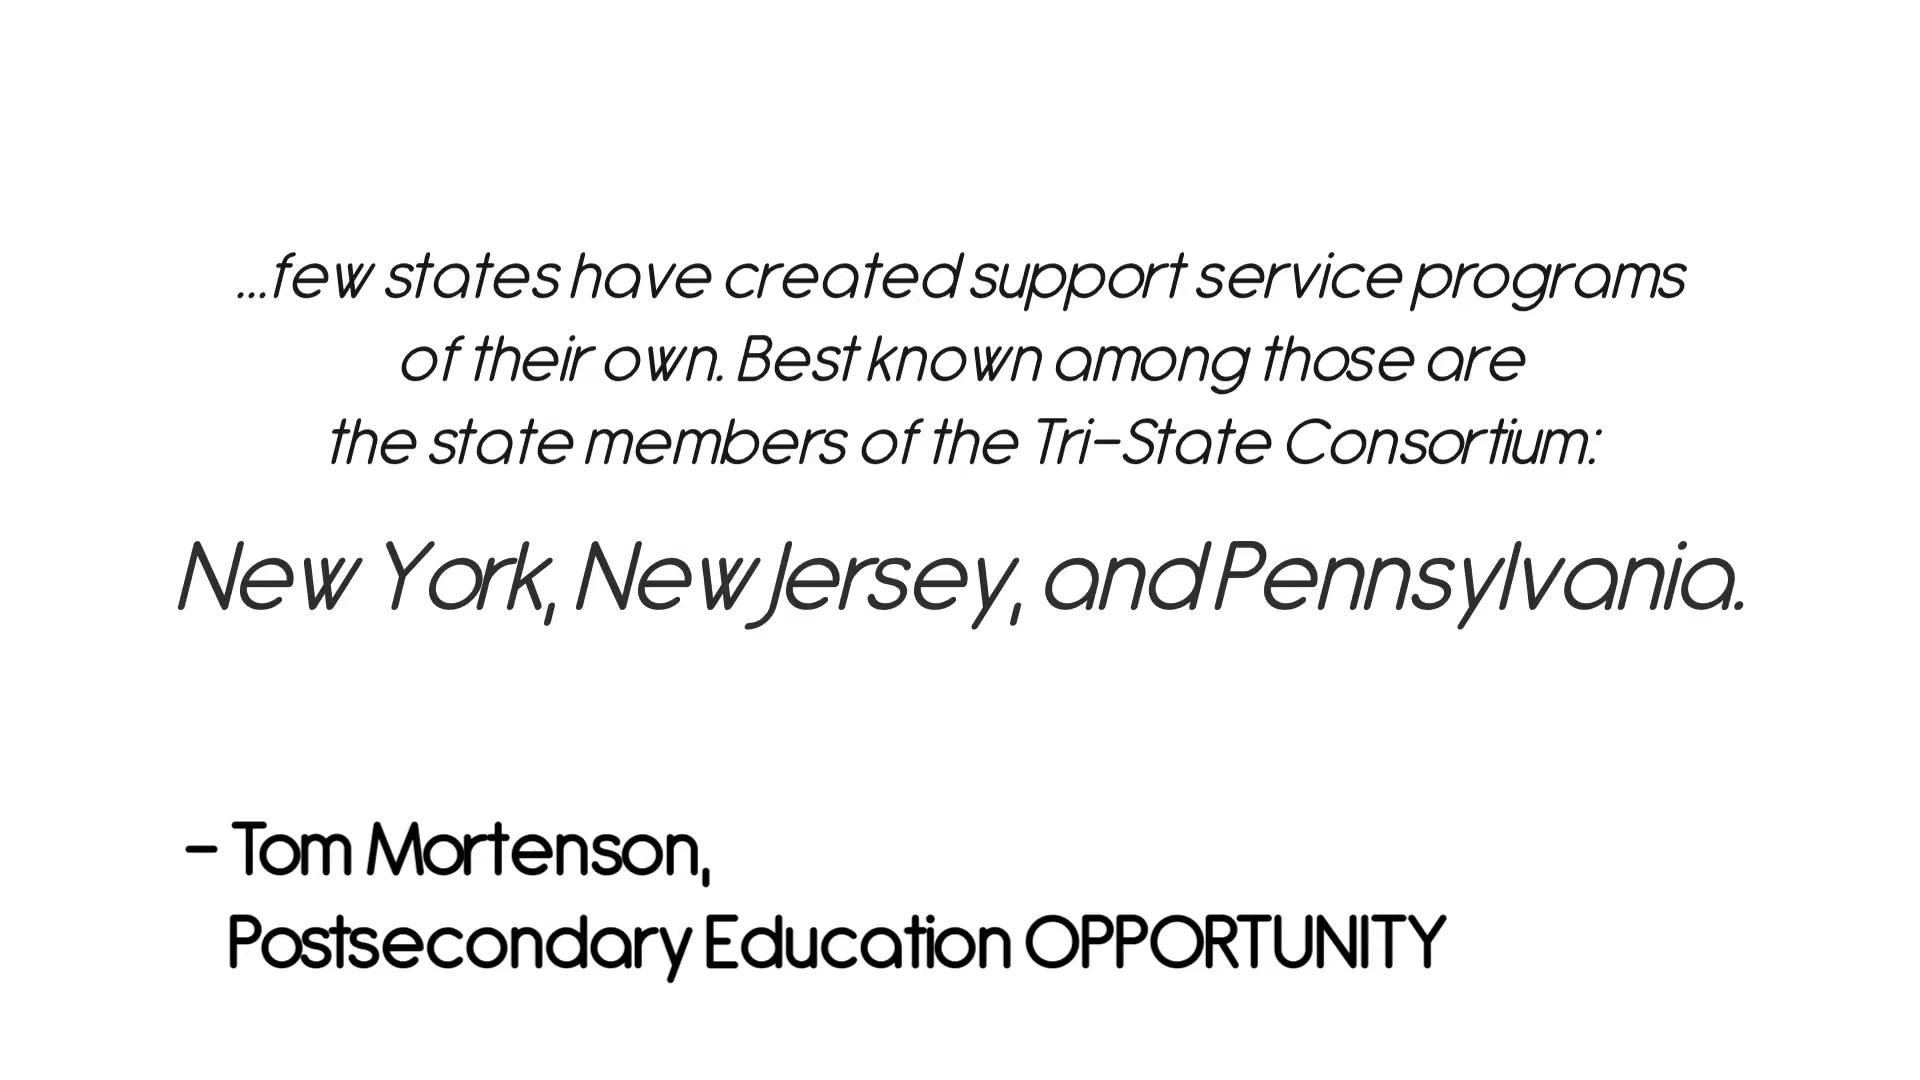 ...few states have created support service programs
of their own. Best known among those are
the state members of the Tri-State Consortium:
New York, New Jersey, and Pennsylvania.
- Tom Mortenson,
Postsecondary Education OPPORTUNITY